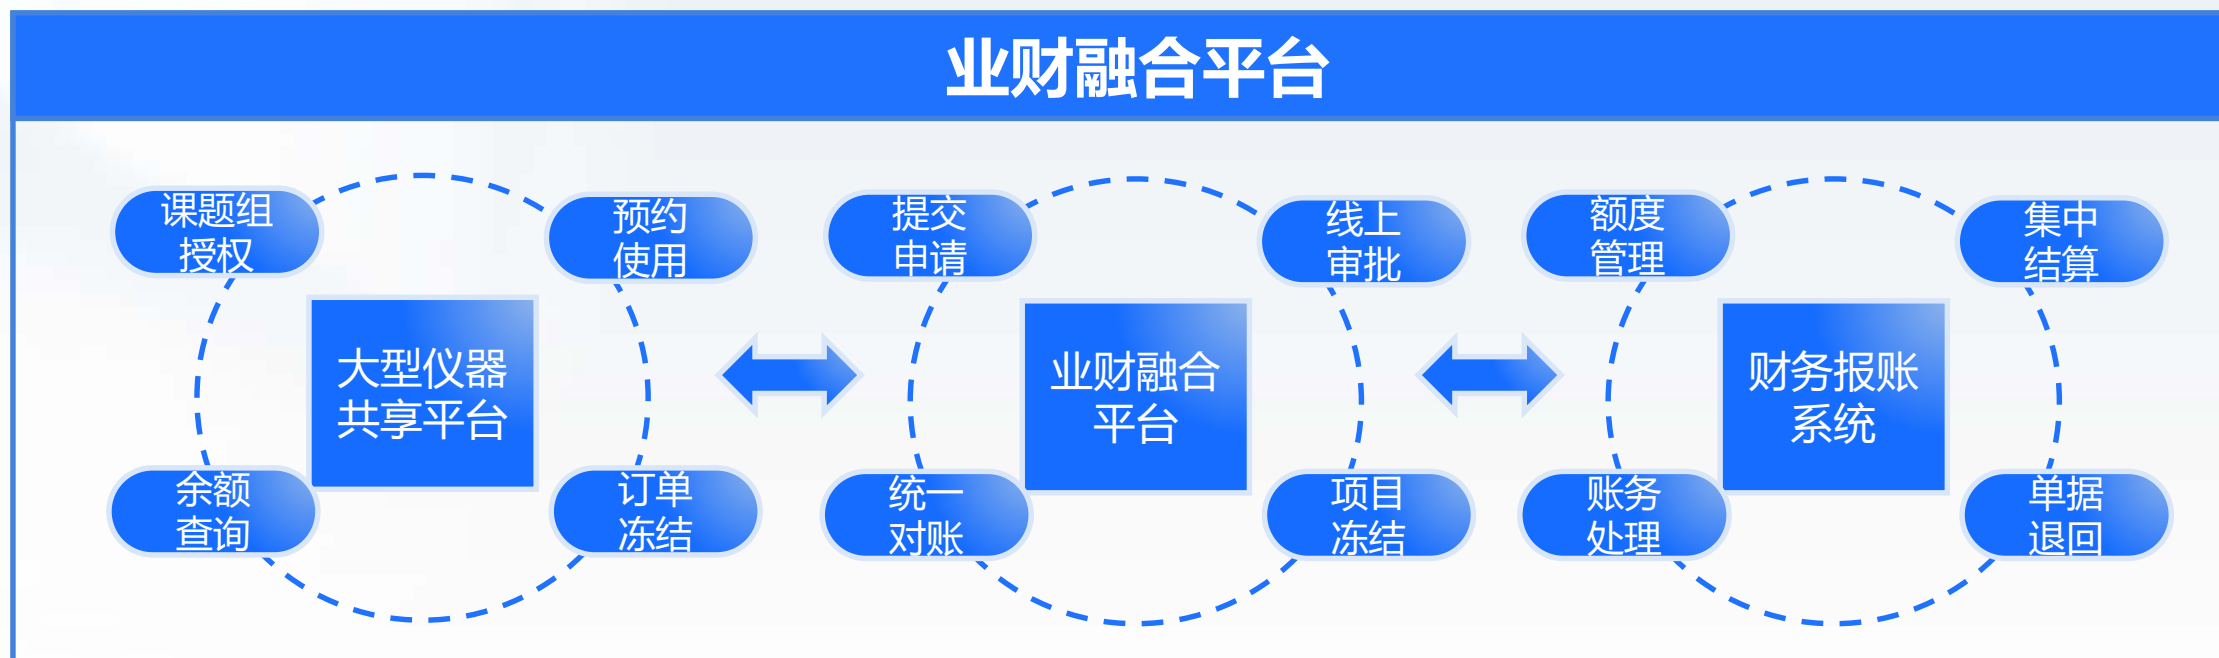 业财融合平台
课题组
授权
预约
使用
大型仪器
共享平台
余额
查询
订单
冻结
提交
申请
线上
审批
业财融合
平台
统一
对账
项目
冻结
额度
管理
集中
结算
财务报账
系统
账务
处理
单据
退回